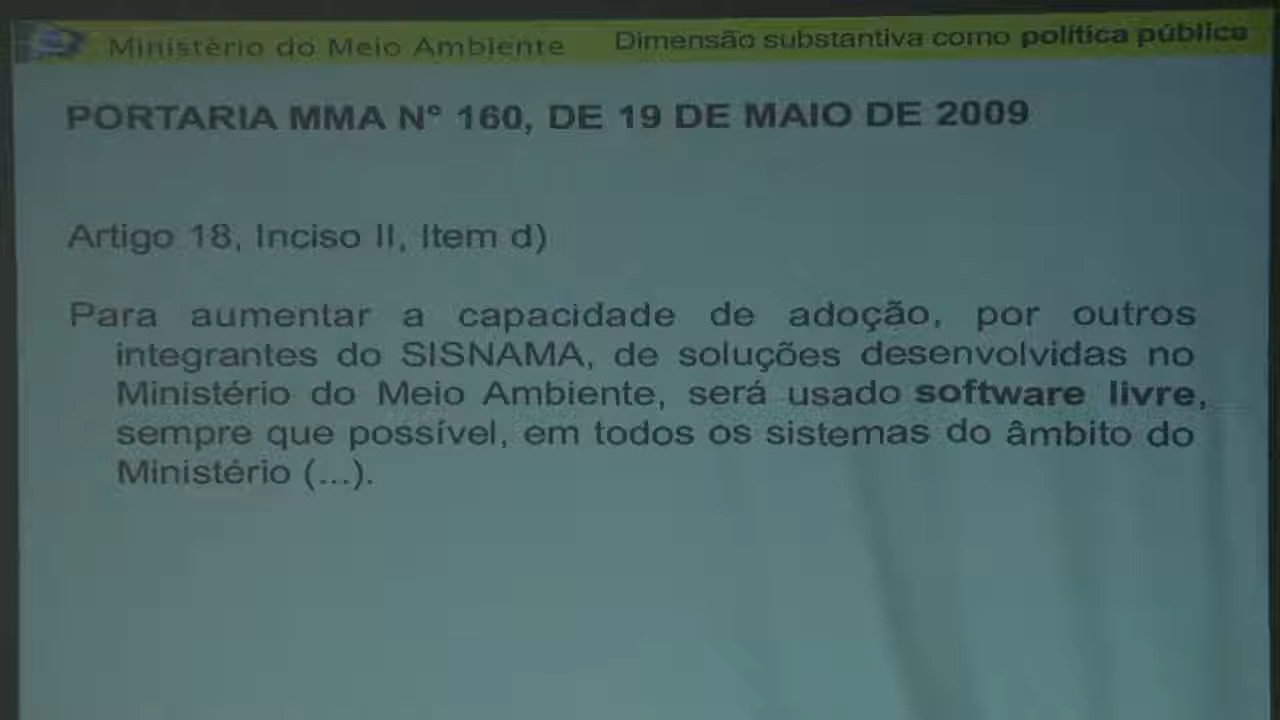 Ministério do Meio Ambiente Dimensão substantiva como política pública
PORTARIA MMA Nº 160, DE 19 DE MAIO DE 2009
Artigo 18, Inciso II, Item d)
Para aumentar a capacidade de adoção, por outros
integrantes do SISNAMA, de soluções desenvolvidas no
Ministério do Meio Ambiente, será usado software livre,
sempre que possível, em todos os sistemas do âmbito do
Ministério (...).